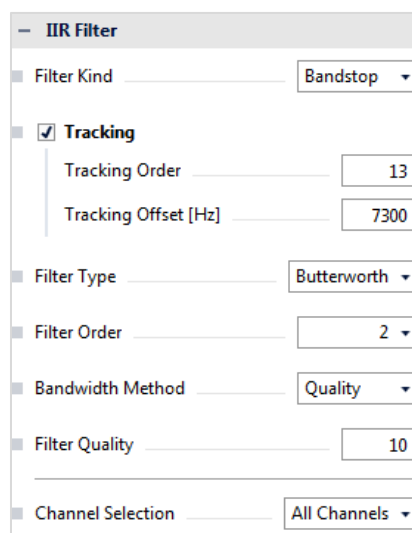 IIR Filter
Filter Kind Bandstop
Tracking
Tracking Order 13
Tracking Offset [Hz] 7300
Filter Type Butterworth
Filter Order 2
Bandwidth Method Quality
Filter Quality 10
Channel Selection All Channels